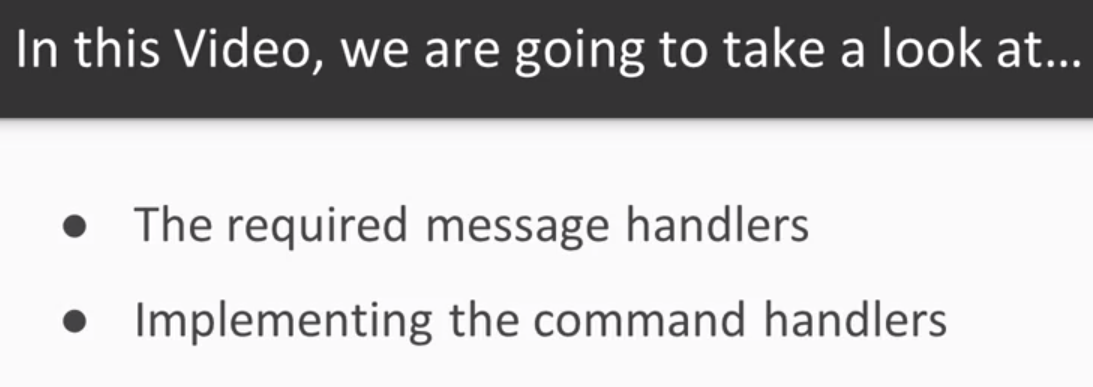 In this Video, we are going to take a look at...
● The required message handlers
● Implementing the command handlers